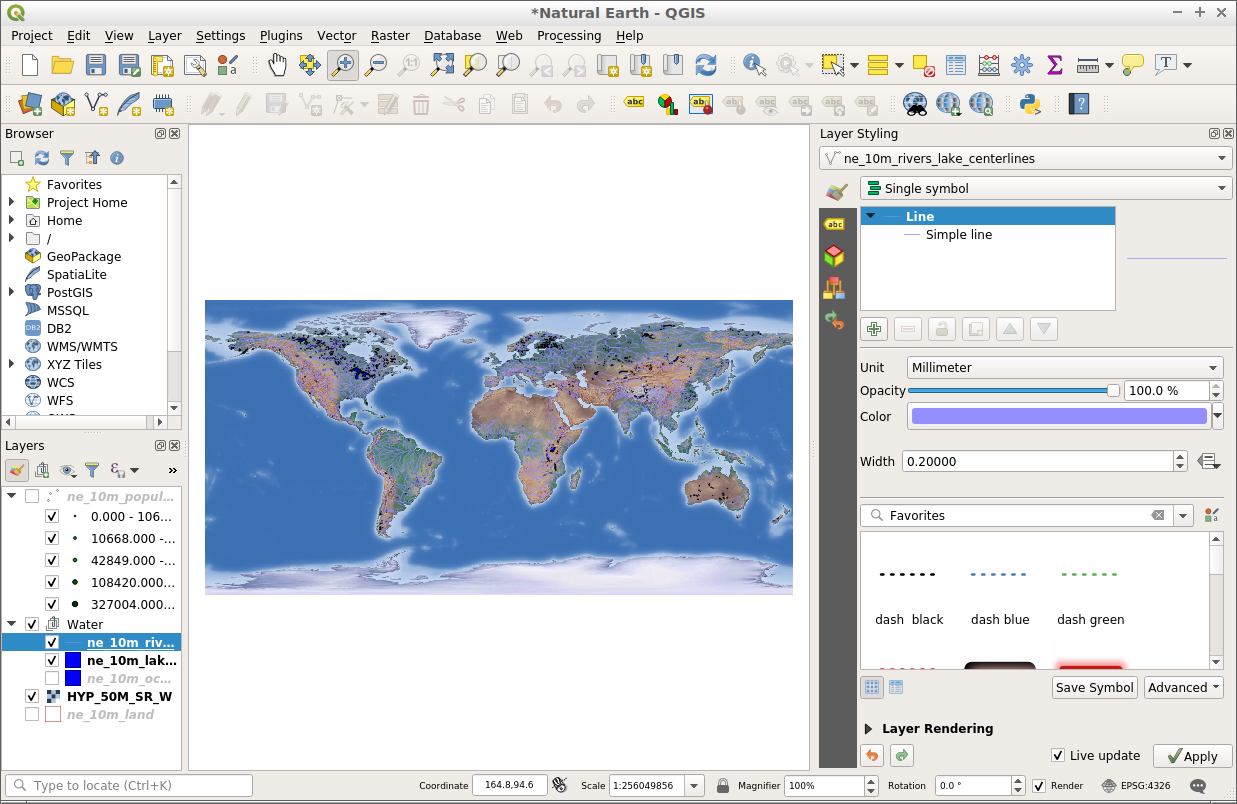 *Natural Earth - QGIS
Project Edit View Layer Settings Plugins Vector Raster Database Web Processing Help
Browser
Favorites
Project Home
Home
/
GeoPackage
SpatiaLite
PostGIS
MSSQL
DB2
WMS/WMTS
XYZ Tiles
WCS
WFS
Layers
»
ne_10m_popul...
0.000 - 106...
10668.000 -...
42849.000 -...
108420.000...
327004.000...
Water
ne_10m_riv...
ne_10m_lak...
ne_10m_oc...
HYP_50M_SR_W
ne_10m_land
Layer Styling
ne_10m_rivers_lake_centerlines
Single symbol
Line
Simple line
Unit Millimeter
Opacity 100.0 %
Color
Width 0.20000
Favorites
dash black dash blue dash green
Save Symbol Advanced
Layer Rendering
Live update Apply
Type to locate (Ctrl+K) Coordinate 164.8,94.6 Scale 1:256049856 Magnifier 100% Rotation 0.0 ° Render EPSG:4326